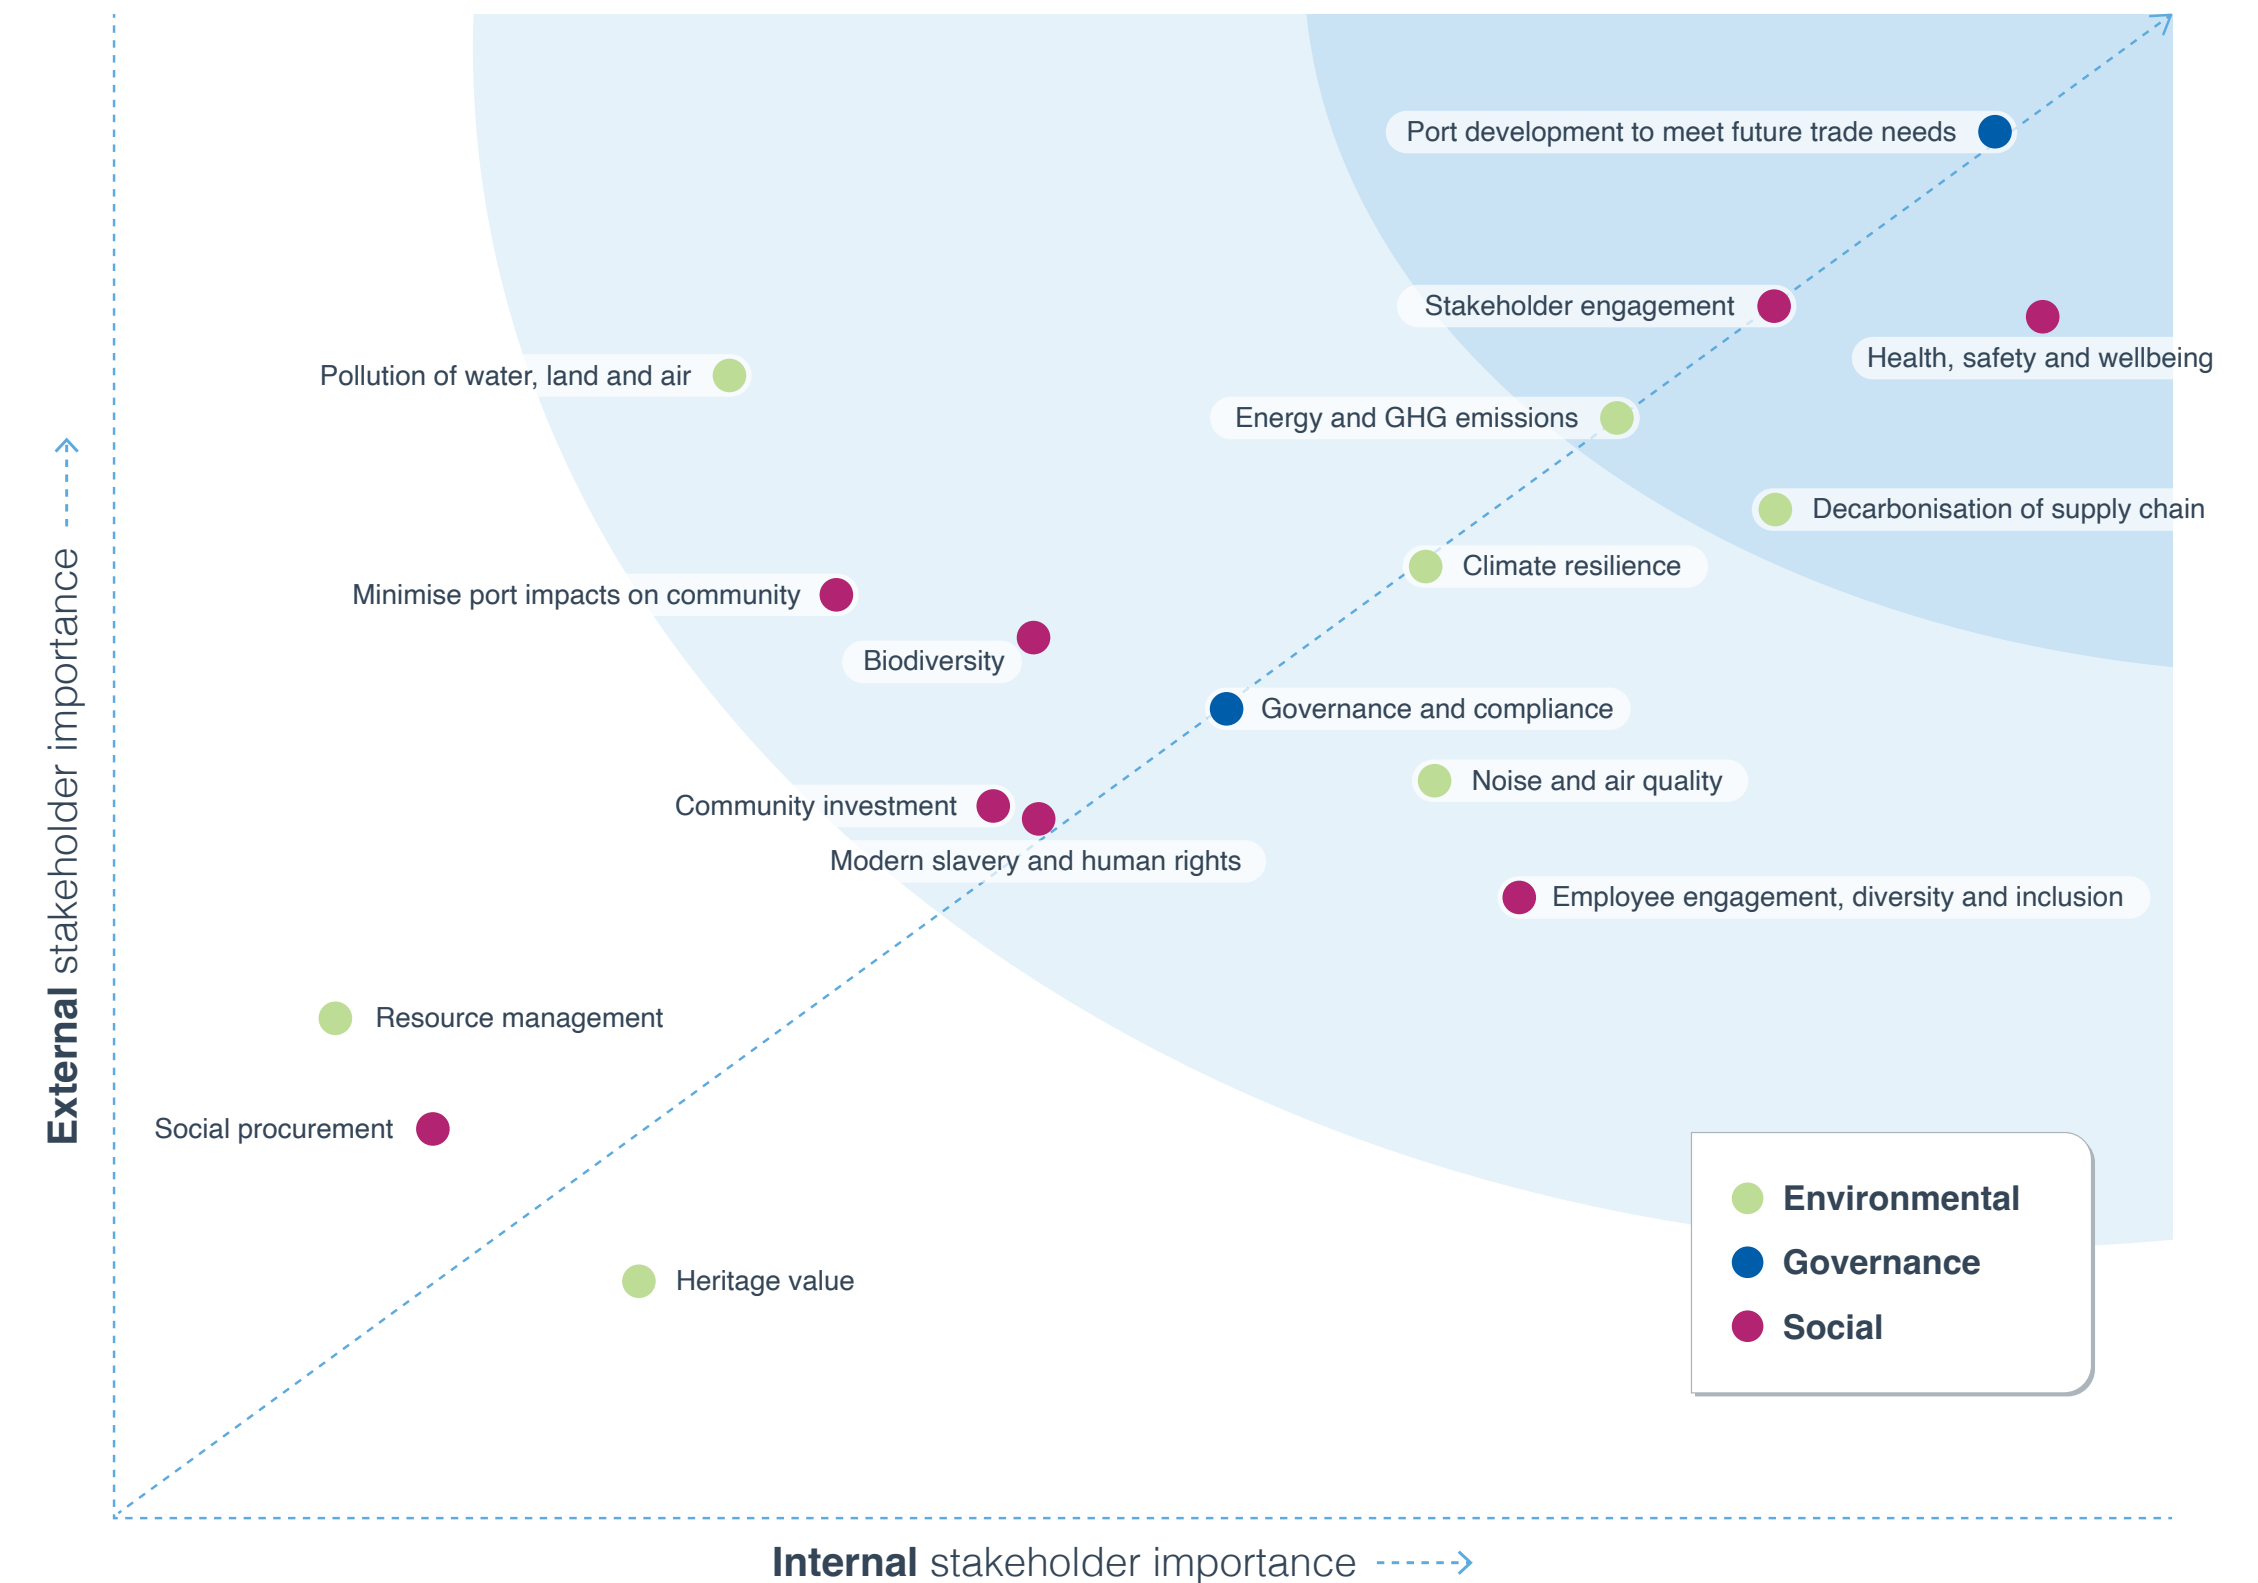 Port development to meet future trade needs
Stakeholder engagement
Health, safety and wellbeing
Pollution of water, land and air
Energy and GHG emissions
Decarbonisation of supply chain
Climate resilience
Minimise port impacts on community
Biodiversity
Governance and compliance
Noise and air quality
Community investment
Modern slavery and human rights
Employee engagement, diversity and inclusion
Resource management
Social procurement
Heritage value
External stakeholder importance
Environmental
Governance
Social
Internal stakeholder importance